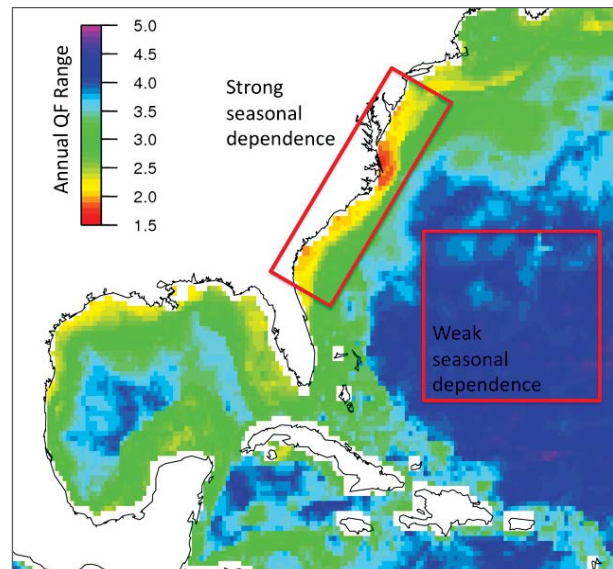 Annual QF Range
5.0
4.5
4.0
3.5
3.0
2.5
2.0
1.5
Strong
seasonal
dependence
Weak
seasonal
dependence